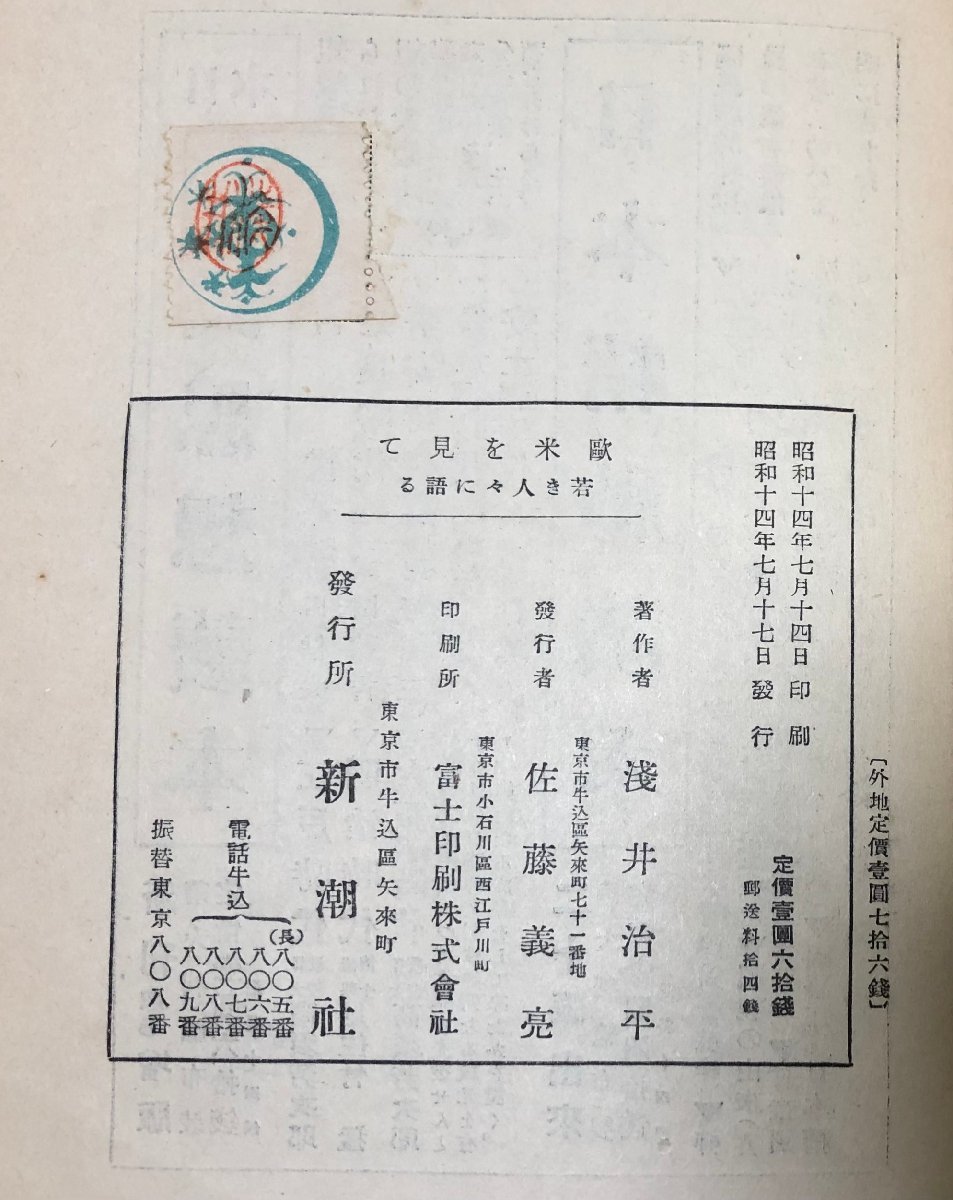 歐米を見て
若き人々に語る
昭和十四年七月十四日 印刷
昭和十四年七月十七日 發行
定價壹圓六拾錢
郵送料拾四錢
〔外地定價壹圓七拾六錢〕
著作者 淺井治平
東京市牛込區矢來町七十一番地
發行者 佐藤義亮
東京市小石川區西江戸川町
印刷所 富士印刷株式會社
東京市牛込區矢來町
發行所 新潮社
電話牛込
(長)八〇五番
八〇六番
八〇七番
八〇八番
八〇九番
振替東京八〇八番